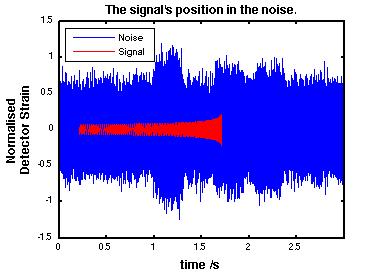 The signal's position in the noise.
1.5
Noise
Signal
1
0.5
0
-0.5
-1
-1.5
Normalised
Detector Strain
0 0.5 1 1.5 2 2.5
time /s